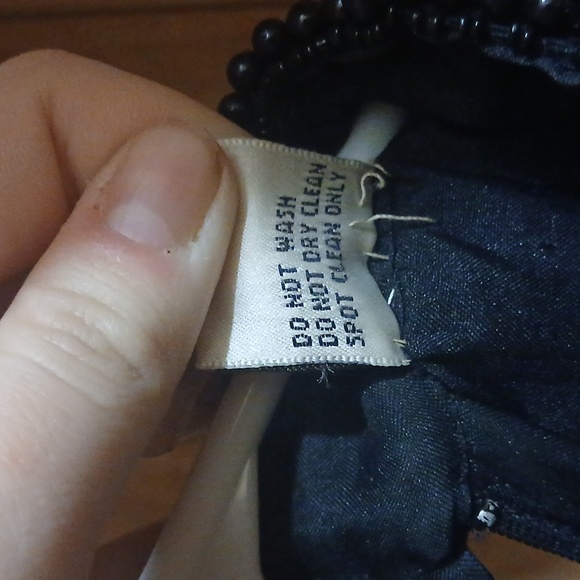 DO NOT WASH
DO NOT DRY CLEAN
SPOT CLEAN ONLY